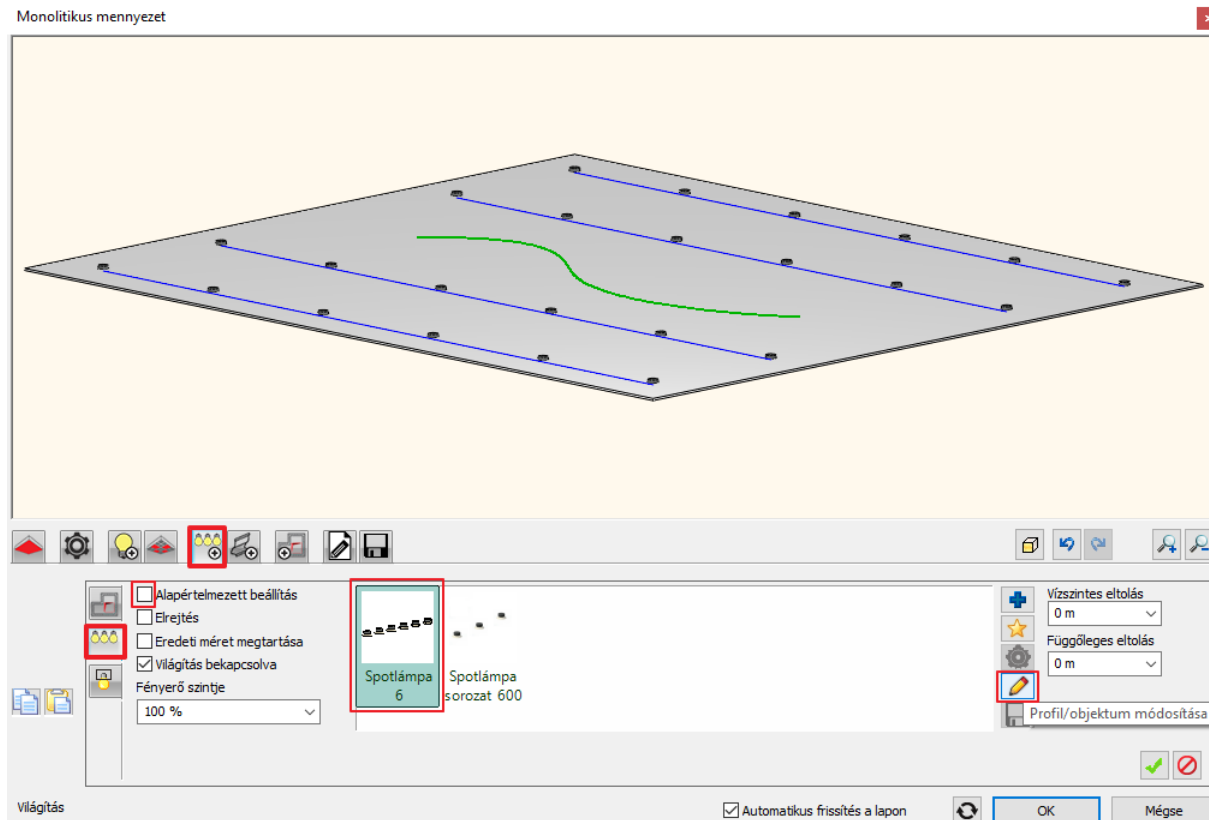 Monolitikus mennyezet
Alapértelmezett beállítás
Elrejtés
Eredeti méret megtartása
Világítás bekapcsolva
Fényerő szintje
100 %
Spotlámpa
6
Spotlámpa
sorozat 600
Vízszintes eltolás
0 m
Függőleges eltolás
0 m
Profil/objektum módosítása
Világítás
Automatikus frissítés a lapon
OK
Mégse